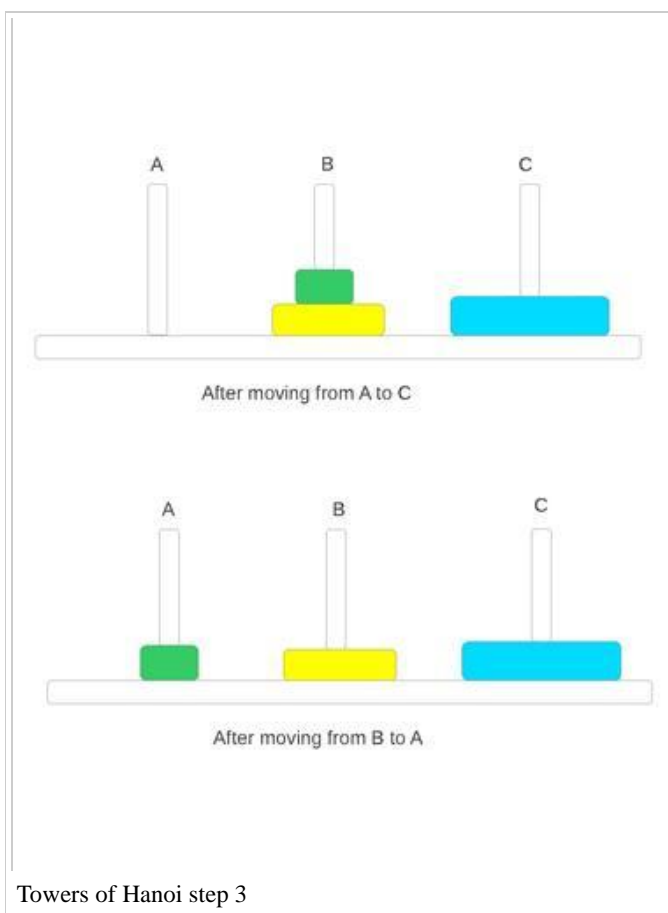 A B C
After moving from A to C
A B C
After moving from B to A
Towers of Hanoi step 3